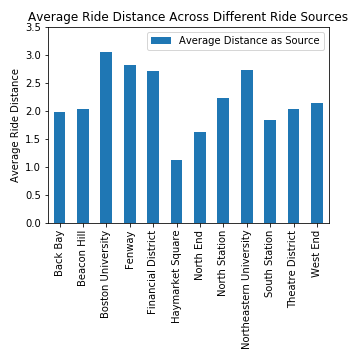 Average Ride Distance Across Different Ride Sources
Average Distance as Source
Average Ride Distance
3.5
3.0
2.5
2.0
1.5
1.0
0.5
0.0
Back Bay
Beacon Hill
Boston University
Fenway
Financial District
Haymarket Square
North End
North Station
Northeastern University
South Station
Theatre District
West End